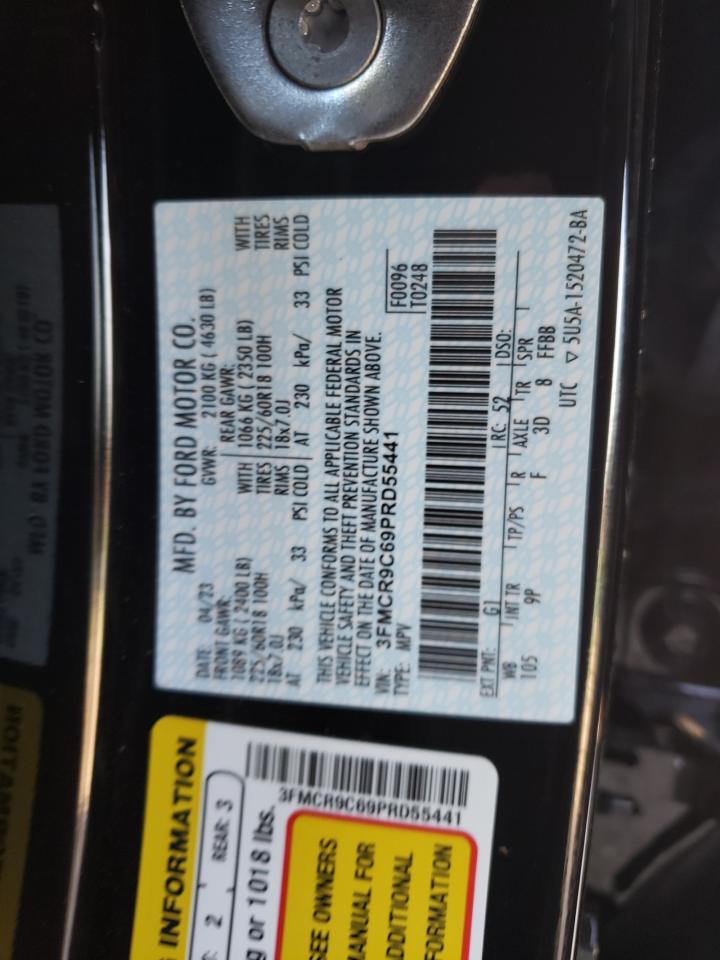 MFD. BY FORD MOTOR CO.
DATE: 04/23 GVWR: 2100 KG ( 4630 LB)
FRONT GAWR: REAR GAWR:
1089 KG ( 2400 LB) WITH 1066 KG ( 2350 LB) WITH
225/60R18 100H TIRES 225/60R18 100H TIRES
18x7.0J RIMS 18x7.0J RIMS
AT 230 kPa/ 33 PSI COLD AT 230 kPa/ 33 PSI COLD
THIS VEHICLE CONFORMS TO ALL APPLICABLE FEDERAL MOTOR
VEHICLE SAFETY AND THEFT PREVENTION STANDARDS IN
EFFECT ON THE DATE OF MANUFACTURE SHOWN ABOVE.
VIN: 3FMCR9C69PRD55441 F0096
TYPE: MPV T0248
EXT PNT: G1 RC: 52 DSO:
WB INT TR TP/PS R AXLE TR SPR
105 9P F 3D 8 FFBB
UTC ▽ 5U5A-1520472-BA
INFORMATION
2 REAR: 3
g or 1018 lbs.
3FMCR9C69PRD55441
SEE OWNERS
MANUAL FOR
ADDITIONAL
INFORMATION